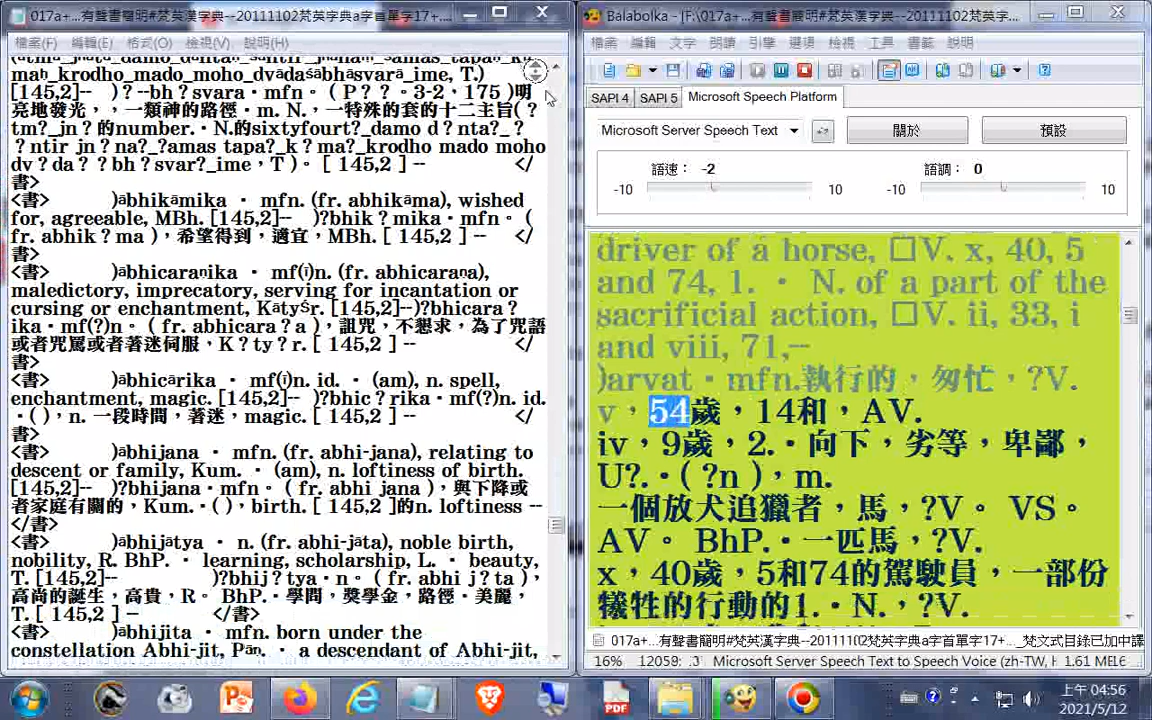 017a+...有聲書簡明#梵英漢字典--20111102梵英字典a字首單字17+...
檔案(F) 編輯(E) 格式(O) 檢視(V) 說明(H)
maḥ_krodho_mado_moho_dvādaśābhāsvarā_ime, T.)
[145,2]-- )?--bh?svara・mfn。( P??。3-2，175 )明
亮地發光，，一類神的路徑・m. N.，一特殊的套的十二主旨(?
?tm?_jn？的number.・N.的sixtyfourt?_damo d?nta?_?
?ntir jn?na?_?amas tapa?_k?ma?_krodho mado moho
dv?da??bh?svar?_ime，T )。[ 145,2 ] -- </
書>
<書> )ābhikāmika ・ mfn. (fr. abhikāma), wished
for, agreeable, MBh. [145,2]-- )?bhik?mika・mfn。(
fr. abhik?ma )，希望得到，適宜，MBh. [ 145,2 ] -- </
書>
<書> )ābhicaraṇika ・ mf(ī)n. (fr. abhicaraṇa),
maledictory, imprecatory, serving for incantation or
cursing or enchantment, KātyŚr. [145,2]--)?bhicara?
ika・mf(?)n。( fr. abhicara?a )，詛咒，不懇求，為了咒語
或者咒罵或者著迷伺服，K?ty?r. [ 145,2 ] -- </
書>
<書> )ābhicārika ・ mf(ī)n. id. ・ (am), n. spell,
enchantment, magic. [145,2]-- )?bhic?rika・mf(?)n. id.
・()，n. 一段時間，著迷，magic. [ 145,2 ] -- </
書>
<書> )ābhijana ・ mfn. (fr. abhi-jana), relating to
descent or family, Kum. ・ (am), n. loftiness of birth.
[145,2]-- )?bhijana・mfn。( fr. abhi jana )，與下降或
者家庭有關的，Kum.・()，birth. [ 145,2 ]的n. loftiness --
</書>
<書> )ābhijātya ・ n. (fr. abhi-jāta), noble birth,
nobility, R. BhP. ・ learning, scholarship, L. ・ beauty,
T. [145,2]-- )?bhij?tya・n。( fr. abhi j?ta )，
高尚的誕生，高貴，R。BhP.・學問，獎學金，路徑・美麗，
T. [ 145,2 ] -- </書>
<書> )ābhijita ・ mfn. born under the
constellation Abhi-jit, Pāṇ. ・ a descendant of Abhi-jit,
Balabolka - [F:\017a+...有聲書簡明#梵英漢字典--20111102梵英字...
檔案 編輯 文字 朗讀 引擎 選項 檢視 工具 書籤 說明
SAPI 4 SAPI 5 Microsoft Speech Platform
Microsoft Server Speech Text 關於 預設
語速： -2 語調： 0
-10 10 -10 10
driver of a horse, □V. x, 40, 5
and 74, 1. ・ N. of a part of the
sacrificial action, □V. ii, 33, i
and viii, 71,--
)arvat・mfn.執行的，匆忙，?V.
v，54歲，14和，AV.
iv，9歲，2.・向下，劣等，卑鄙，
U?.・( ?n )，m.
一個放犬追獵者，馬，?V。 VS。
AV。 BhP.・一匹馬，?V.
x，40歲，5和74的駕駛員，一部份
犧牲的行動的1.・N.，?V.
017a+...有聲書簡明#梵英漢字典--20111102梵英字典a字首單字17+..._梵文式目錄已加中譯
16% 12058: Microsoft Server Speech Text to Speech Voice (zh-TW, H 1.61 МЕБ
上午 04:56
2021/5/12